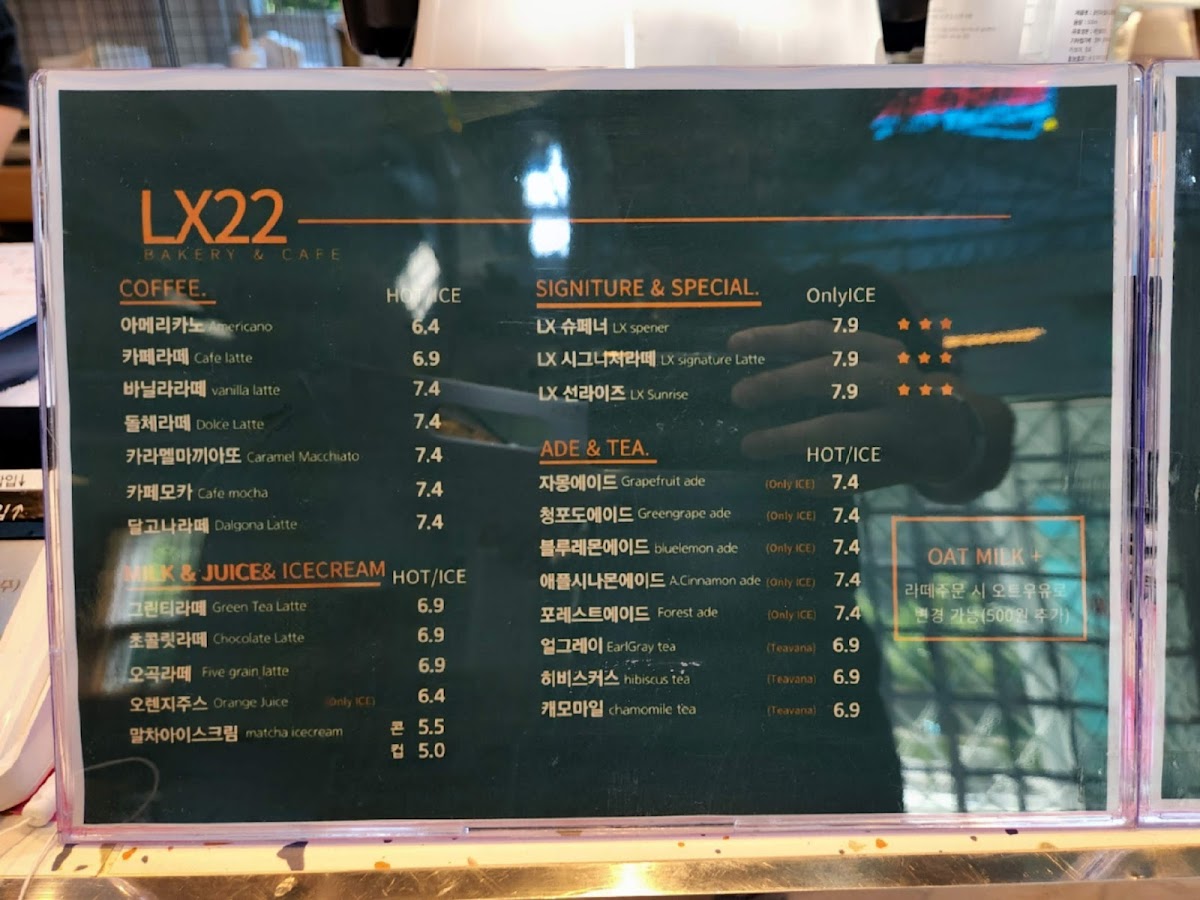 LX22
BAKERY & CAFE
COFFEE.
HOT/ICE
아메리카노 Americano 6.4
카페라떼 Cafe latte 6.9
바닐라라떼 vanilla latte 7.4
돌체라떼 Dolce Latte 7.4
카라멜마끼아또 Caramel Macchiato 7.4
카페모카 Cafe mocha 7.4
달고나라떼 Dalgona Latte 7.4
MILK & JUICE& ICECREAM HOT/ICE
그린티라떼 Green Tea Latte 6.9
초콜릿라떼 Chocolate Latte 6.9
오곡라떼 Five grain latte 6.9
오렌지주스 Orange Juice (Only ICE) 6.4
말차아이스크림 matcha icecream 콘 5.5
컵 5.0
SIGNITURE & SPECIAL. OnlyICE
LX 슈페너 LX spener 7.9 ★ ★ ★
LX 시그니처라떼 LX signature Latte 7.9 ★ ★ ★
LX 선라이즈 LX Sunrise 7.9 ★ ★ ★
ADE & TEA. HOT/ICE
자몽에이드 Grapefruit ade (Only ICE) 7.4
청포도에이드 Greengrape ade (Only ICE) 7.4
블루레몬에이드 bluelemon ade (Only ICE) 7.4
애플시나몬에이드 A.Cinnamon ade (Only ICE) 7.4
포레스트에이드 Forest ade (Only ICE) 7.4
얼그레이 EarlGray tea (Teavana) 6.9
히비스커스 hibiscus tea (Teavana) 6.9
캐모마일 chamomile tea (Teavana) 6.9
OAT MILK +
라떼주문 시 오트우유로
변경 가능(500원 추가)